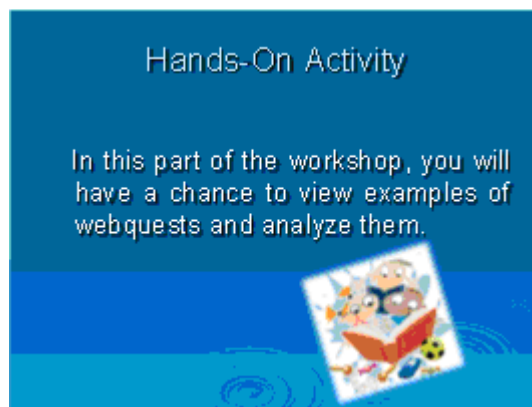 Hands-On Activity
In this part of the workshop, you will
have a chance to view examples of
webquests and analyze them.